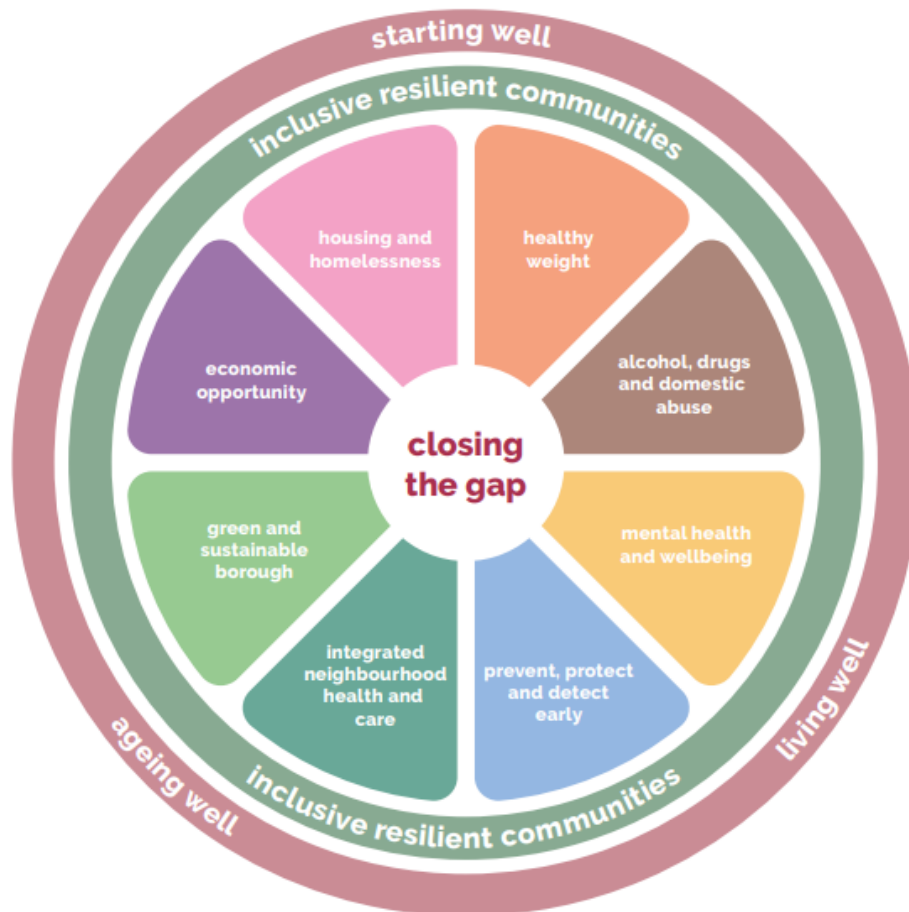 starting well
inclusive resilient communities
housing and
homelessness
healthy
weight
economic
opportunity
alcohol, drugs
and domestic
abuse
closing
the gap
green and
sustainable
borough
mental health
and wellbeing
integrated
neighbourhood
health and
care
prevent, protect
and detect
early
ageing well
living well
inclusive resilient communities